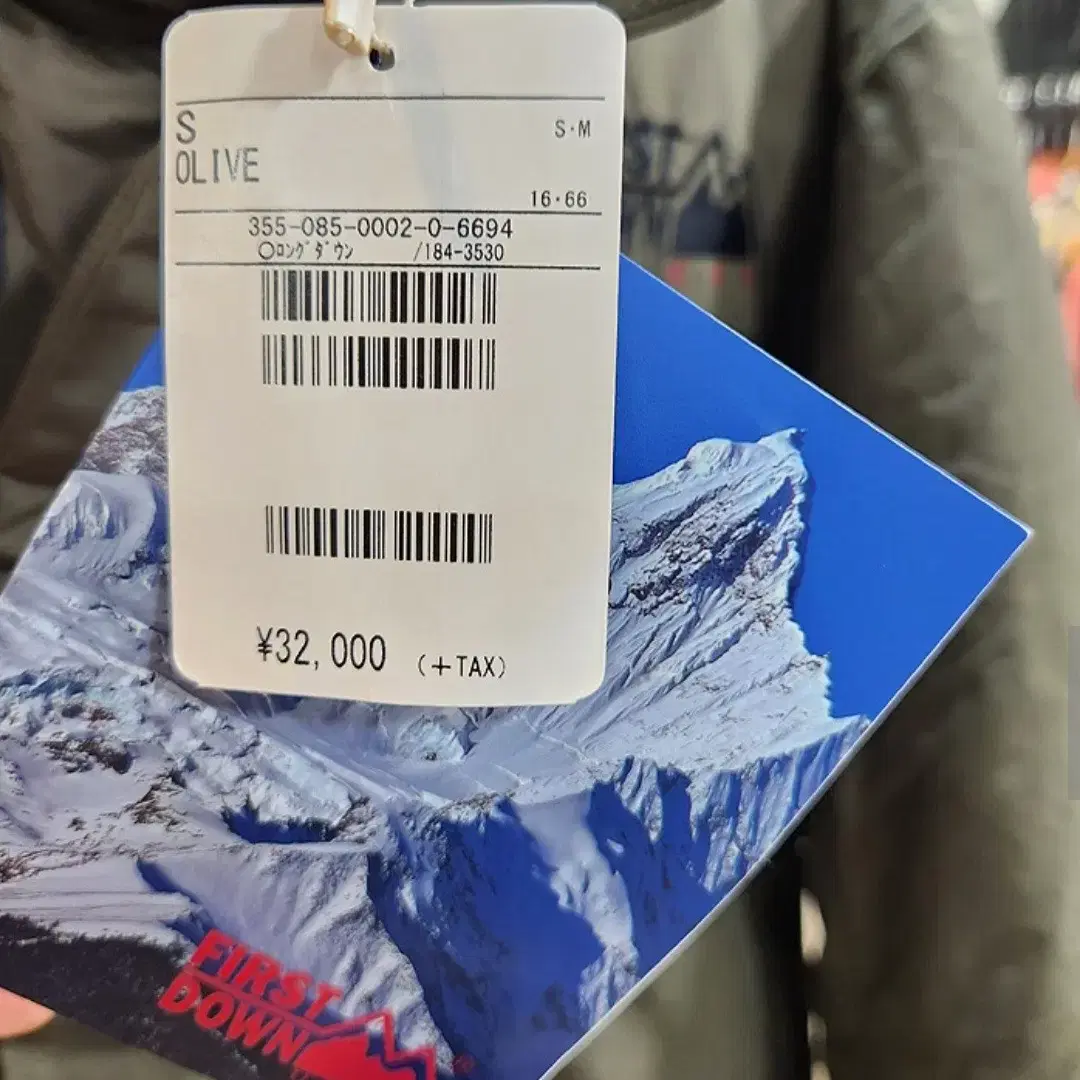 S
S·M
OLIVE
16·66
355-085-0002-0-6694
○ロングダウン /184-3530
¥32,000 (+TAX)
FIRST
DOWN